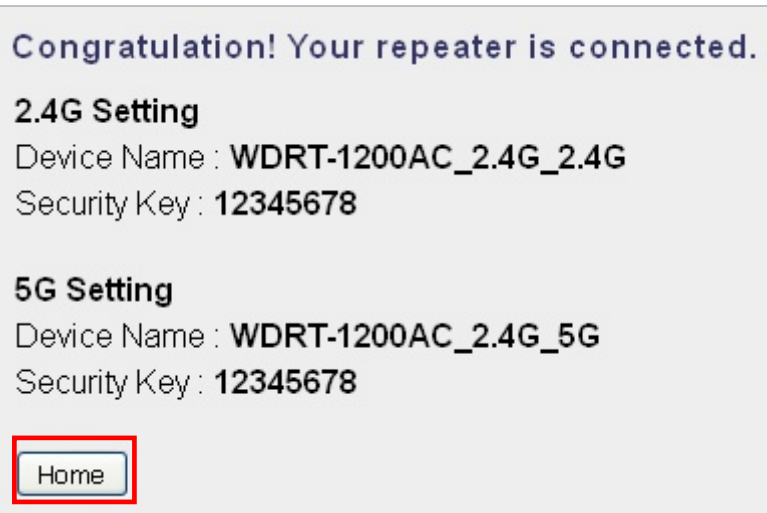 Congratulation! Your repeater is connected.
2.4G Setting
Device Name : WDRT-1200AC_2.4G_2.4G
Security Key : 12345678
5G Setting
Device Name : WDRT-1200AC_2.4G_5G
Security Key : 12345678
Home